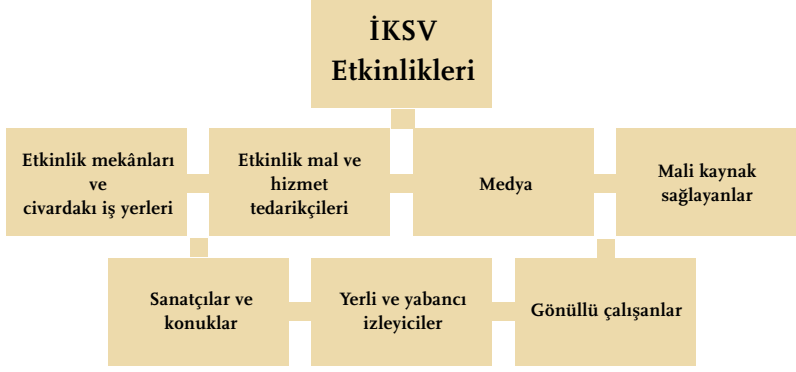 İKSV
Etkinlikleri
Etkinlik mekânları
ve
civardakı iş yerleri
Etkinlik mal ve
hizmet
tedarikçileri
Medya
Mali kaynak
sağlayanlar
Sanatçılar ve
konuklar
Yerli ve yabancı
izleyiciler
Gönüllü çalışanlar